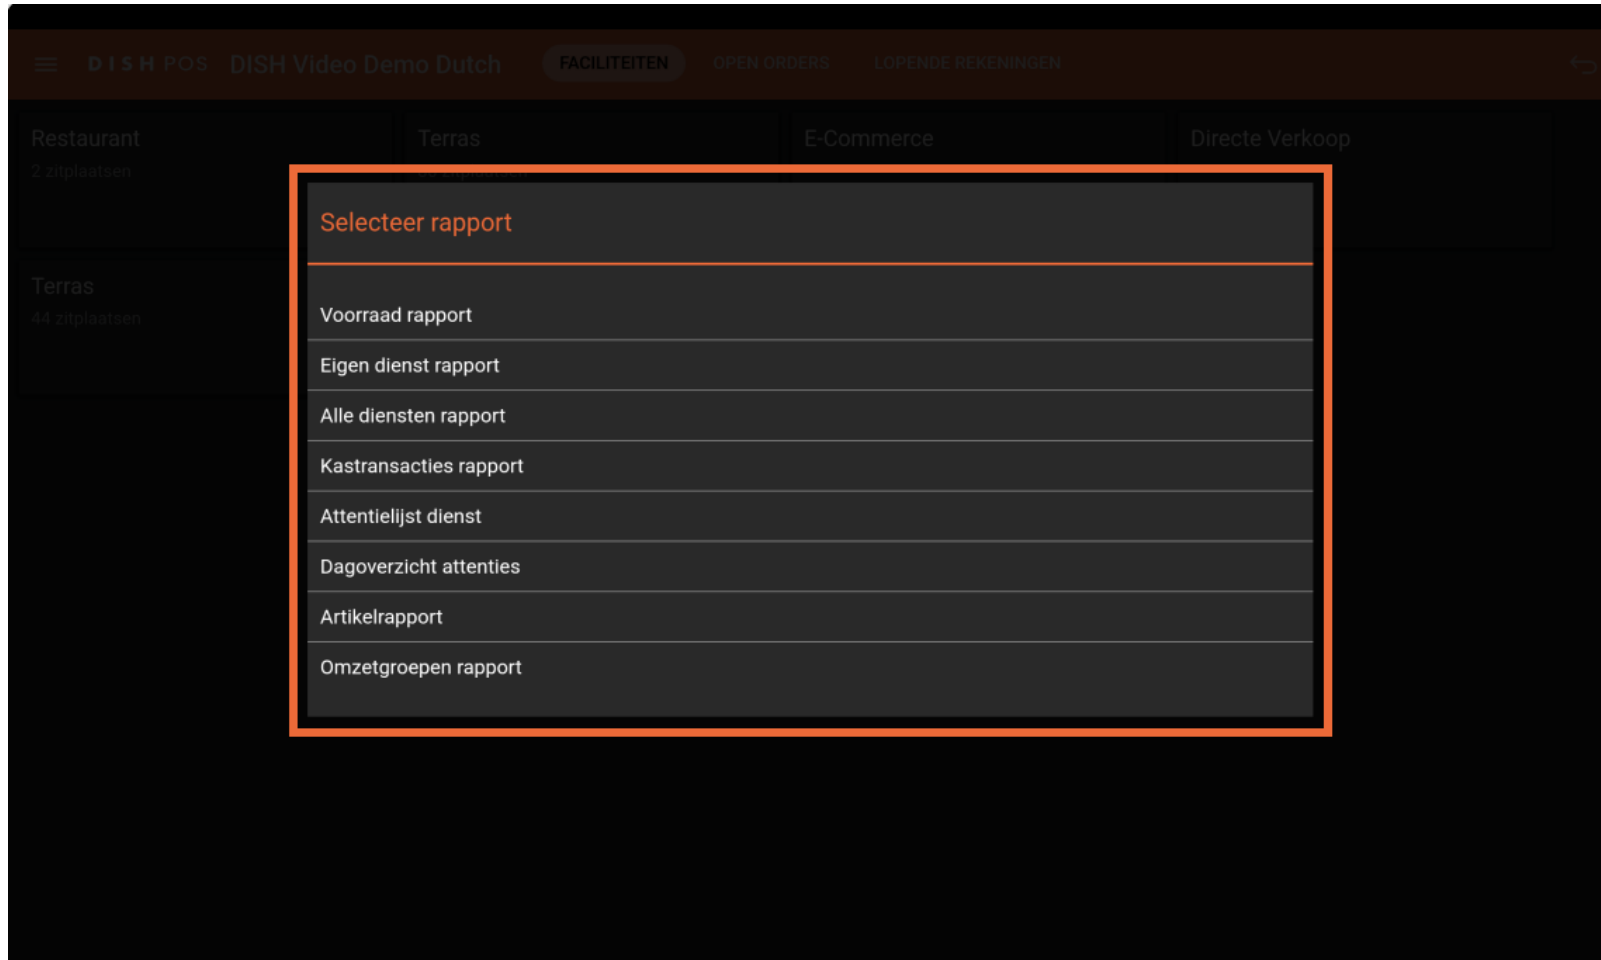 DISH POS DISH Video Demo Dutch FACILITEITEN OPEN ORDERS LOPENDE REKENINGEN
Restaurant Terras E-Commerce Directe Verkoop
2 zitplaatsen
Selecteer rapport
Terras
44 zitplaatsen
Voorraad rapport
Eigen dienst rapport
Alle diensten rapport
Kastransacties rapport
Attentielijst dienst
Dagoverzicht attenties
Artikelrapport
Omzetgroepen rapport